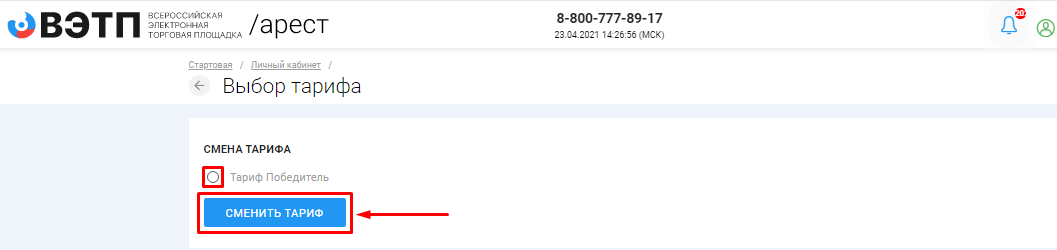 ВЭТП
ВСЕРОССИЙСКАЯ
ЭЛЕКТРОННАЯ
ТОРГОВАЯ ПЛОЩАДКА
/арест
8-800-777-89-17
23.04.2021 14:26:56 (МСК)
Стартовая / Личный кабинет /
Выбор тарифа
СМЕНА ТАРИФА
Тариф Победитель
СМЕНИТЬ ТАРИФ